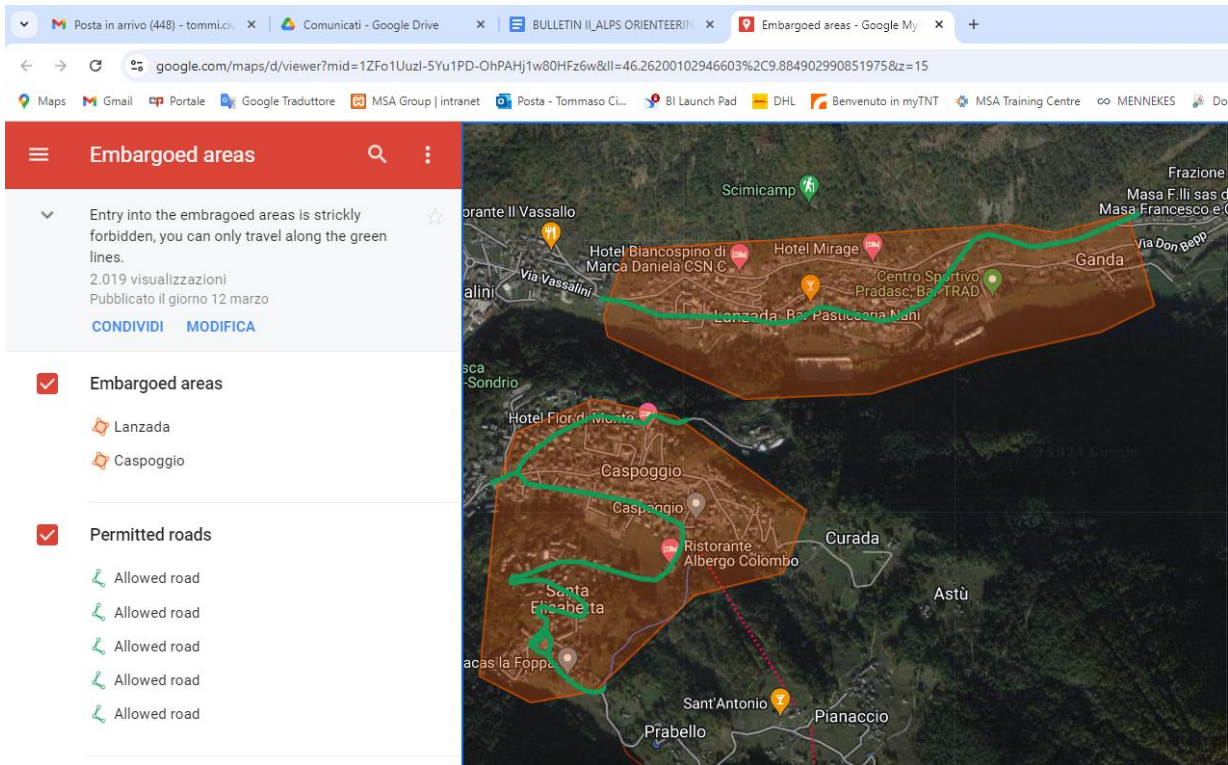 Posta in arrivo (448) - tommi.civ
Comunicati - Google Drive
BULLETIN II_ALPS ORIENTEERIN
Embargoed areas - Google My
google.com/maps/d/viewer?mid=1ZFo1Uuzl-5Yu1PD-OhPAHj1w80HFz6w&ll=46.26200102946603%2C9.884902990851975&z=15
Maps
Gmail
Portale
Google Traduttore
MSA Group | intranet
Posta - Tommaso Ci...
BI Launch Pad
DHL
Benvenuto in myTNT
MSA Training Centre
MENNEKES
Do
Embargoed areas
Entry into the embragoed areas is strickly
forbidden, you can only travel along the green
lines.
2.019 visualizzazioni
Pubblicato il giorno 12 marzo
CONDIVIDI MODIFICA
Embargoed areas
Lanzada
Caspoggio
Permitted roads
Allowed road
Allowed road
Allowed road
Allowed road
Allowed road
Frazione
Scimicamp
Masa F.lli sas d
Masa Francesco e C
orante Il Vassallo
Via Don Bepp
Hotel Biancospino di
Marca Daniela CSN C
Hotel Mirage
Ganda
Via Vassalini
alini
Centro Sportivo
Pradasc, Bar TRAD
Lanzada
Bar Pasticceria Nani
sca
-Sondrio
Hotel Fior di Monte
© 2024 Google
Caspoggio
Caspoggio
Curada
Ristorante
Albergo Colombo
Santa
Elisabetta
Astù
acas la Foppa
Sant'Antonio
Pianaccio
Prabello